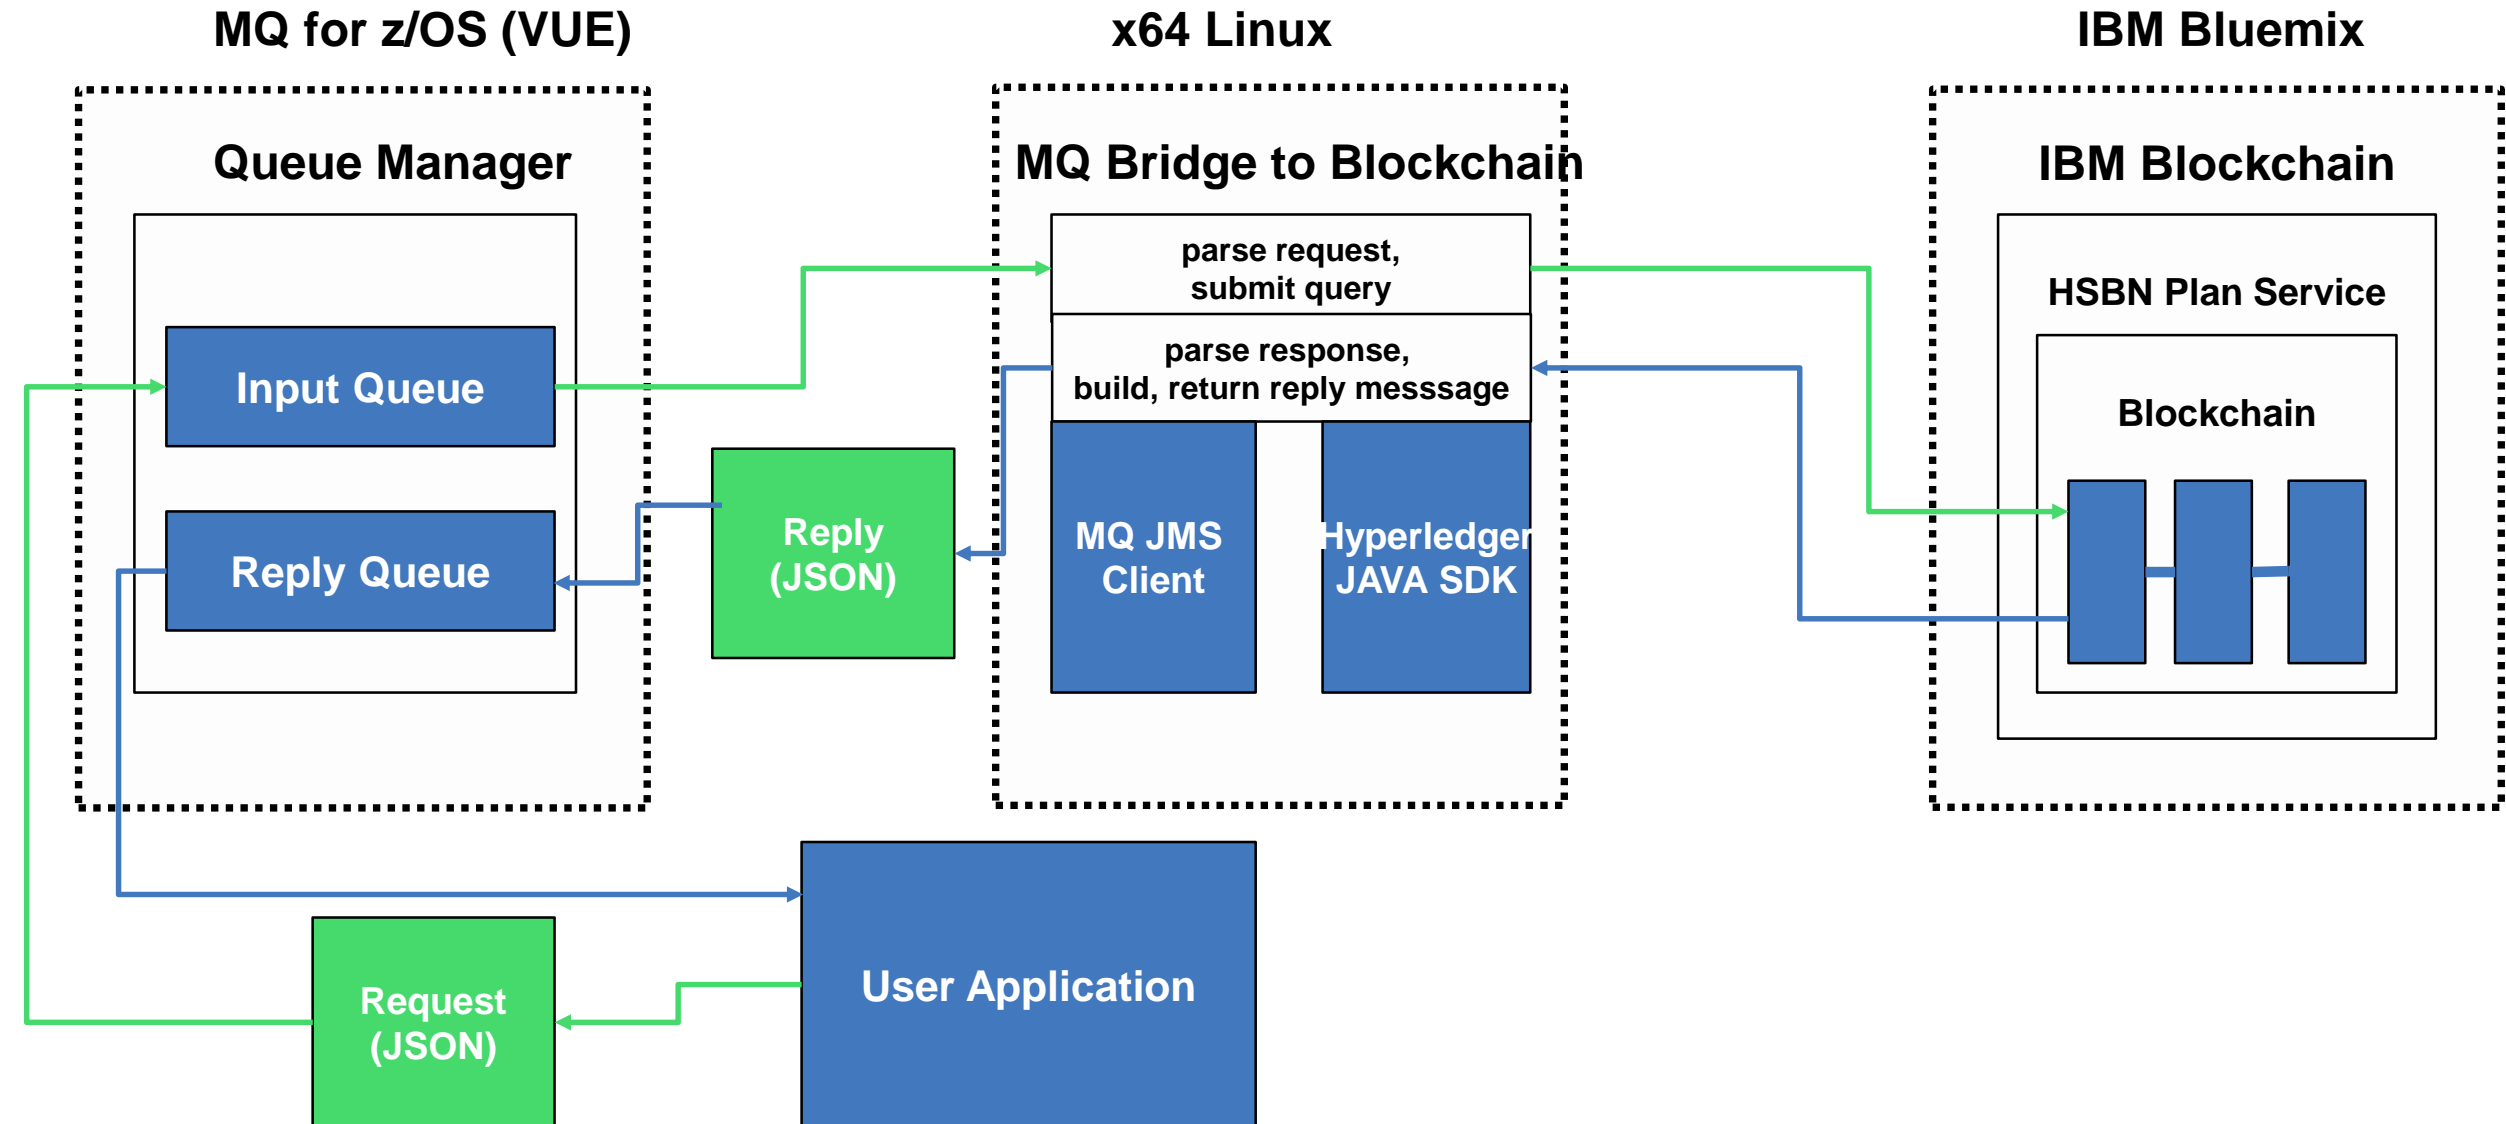 MQ for z/OS (VUE)
x64 Linux
IBM Bluemix
Queue Manager
MQ Bridge to Blockchain
IBM Blockchain
parse request,
submit query
HSBN Plan Service
parse response,
build, return reply messsage
Input Queue
Blockchain
Reply
(JSON)
MQ JMS
Client
Hyperledger
JAVA SDK
Reply Queue
User Application
Request
(JSON)